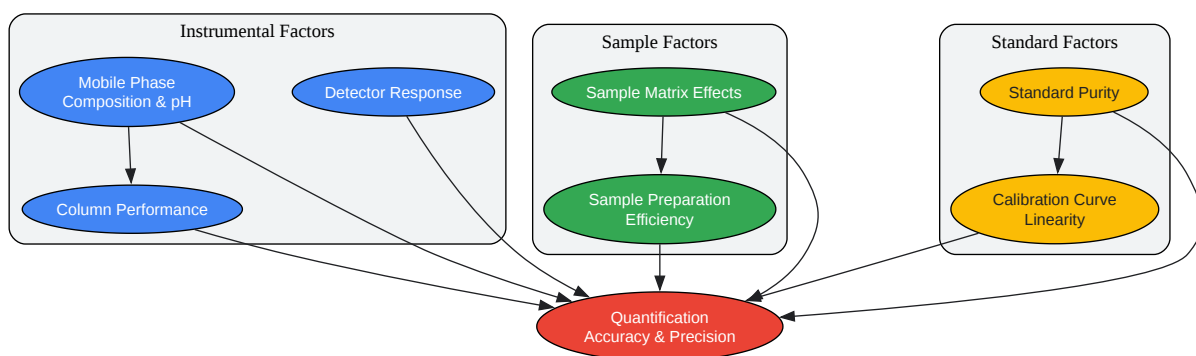 Instrumental Factors
Mobile Phase
Composition & pH
Detector Response
Column Performance
Sample Factors
Sample Matrix Effects
Sample Preparation
Efficiency
Standard Factors
Standard Purity
Calibration Curve
Linearity
Quantification
Accuracy & Precision